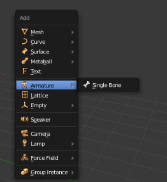 Add
Mesh
Curve
Surface
Metaball
Text
Armature
Single Bone
Lattice
Empty
Speaker
Camera
Lamp
Force Field
Group Instance